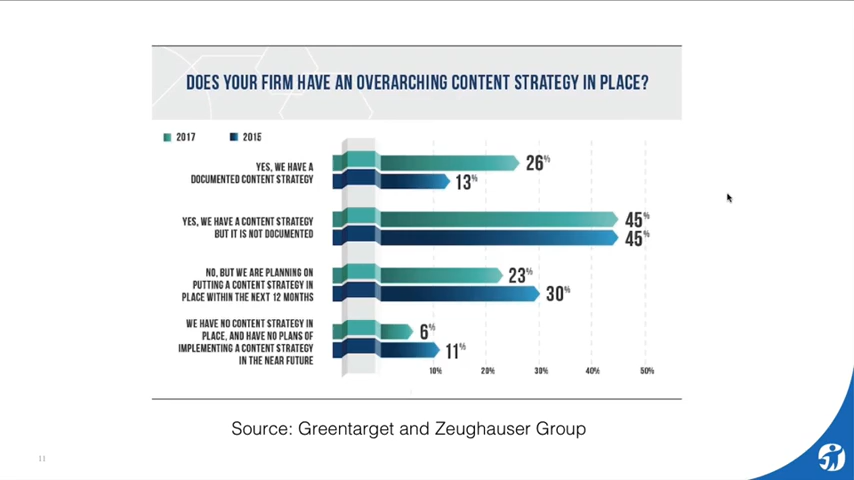 DOES YOUR FIRM HAVE AN OVERARCHING CONTENT STRATEGY IN PLACE?
2017 2015
YES, WE HAVE A
DOCUMENTED CONTENT STRATEGY
26%
13%
YES, WE HAVE A CONTENT STRATEGY
BUT IT IS NOT DOCUMENTED
45%
45%
NO, BUT WE ARE PLANNING ON
PUTTING A CONTENT STRATEGY IN
PLACE WITHIN THE NEXT 12 MONTHS
23%
30%
WE HAVE NO CONTENT STRATEGY IN
PLACE, AND HAVE NO PLANS OF
IMPLEMENTING A CONTENT STRATEGY
IN THE NEAR FUTURE
6%
11%
10% 20% 30% 40% 50%
Source: Greentarget and Zeughauser Group
11